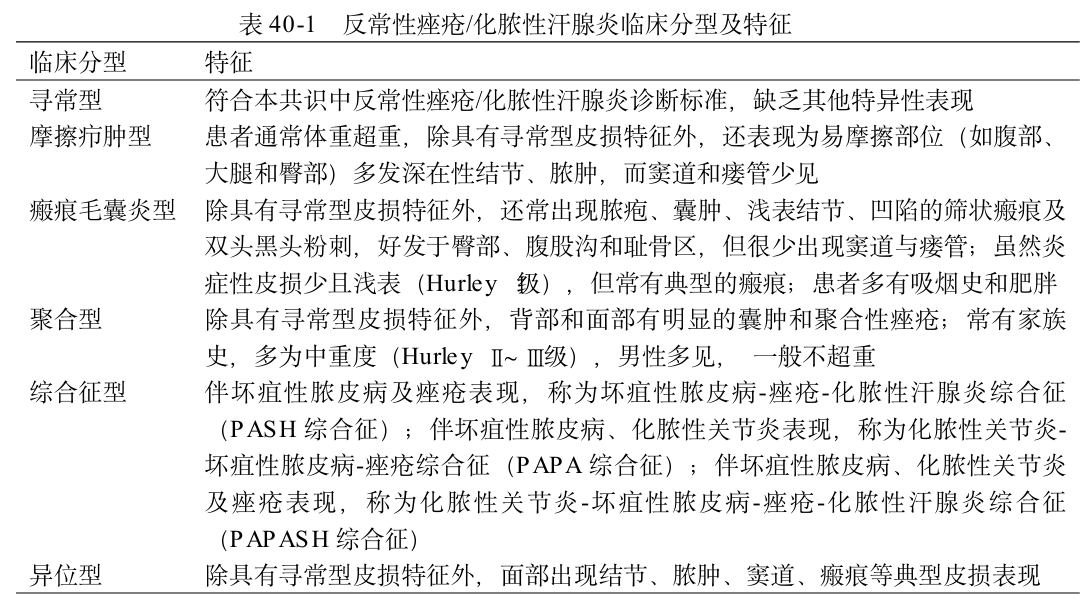 表 40-1 反常性痤疮/化脓性汗腺炎临床分型及特征
临床分型 特征
寻常型 符合本共识中反常性痤疮/化脓性汗腺炎诊断标准，缺乏其他特异性表现
摩擦疖肿型 患者通常体重超重，除具有寻常型皮损特征外，还表现为易摩擦部位（如腹部、
大腿和臀部）多发深在性结节、脓肿，而窦道和瘘管少见
瘢痕毛囊炎型 除具有寻常型皮损特征外，还常出现脓疱、囊肿、浅表结节、凹陷的筛状瘢痕及
双头黑头粉刺，好发于臀部、腹股沟和耻骨区，但很少出现窦道与瘘管；虽然炎
症性皮损少且浅表（Hurley 级），但常有典型的瘢痕；患者多有吸烟史和肥胖
聚合型 除具有寻常型皮损特征外，背部和面部有明显的囊肿和聚合性痤疮；常有家族
史，多为中重度（Hurley Ⅱ~ Ⅲ级），男性多见， 一般不超重
综合征型 伴坏疽性脓皮病及痤疮表现，称为坏疽性脓皮病-痤疮-化脓性汗腺炎综合征
（PASH 综合征）；伴坏疽性脓皮病、化脓性关节炎表现，称为化脓性关节炎-
坏疽性脓皮病-痤疮综合征（PAPA 综合征）；伴坏疽性脓皮病、化脓性关节炎
及痤疮表现，称为化脓性关节炎-坏疽性脓皮病-痤疮-化脓性汗腺炎综合征
（PAPASH 综合征）
异位型 除具有寻常型皮损特征外，面部出现结节、脓肿、窦道、瘢痕等典型皮损表现